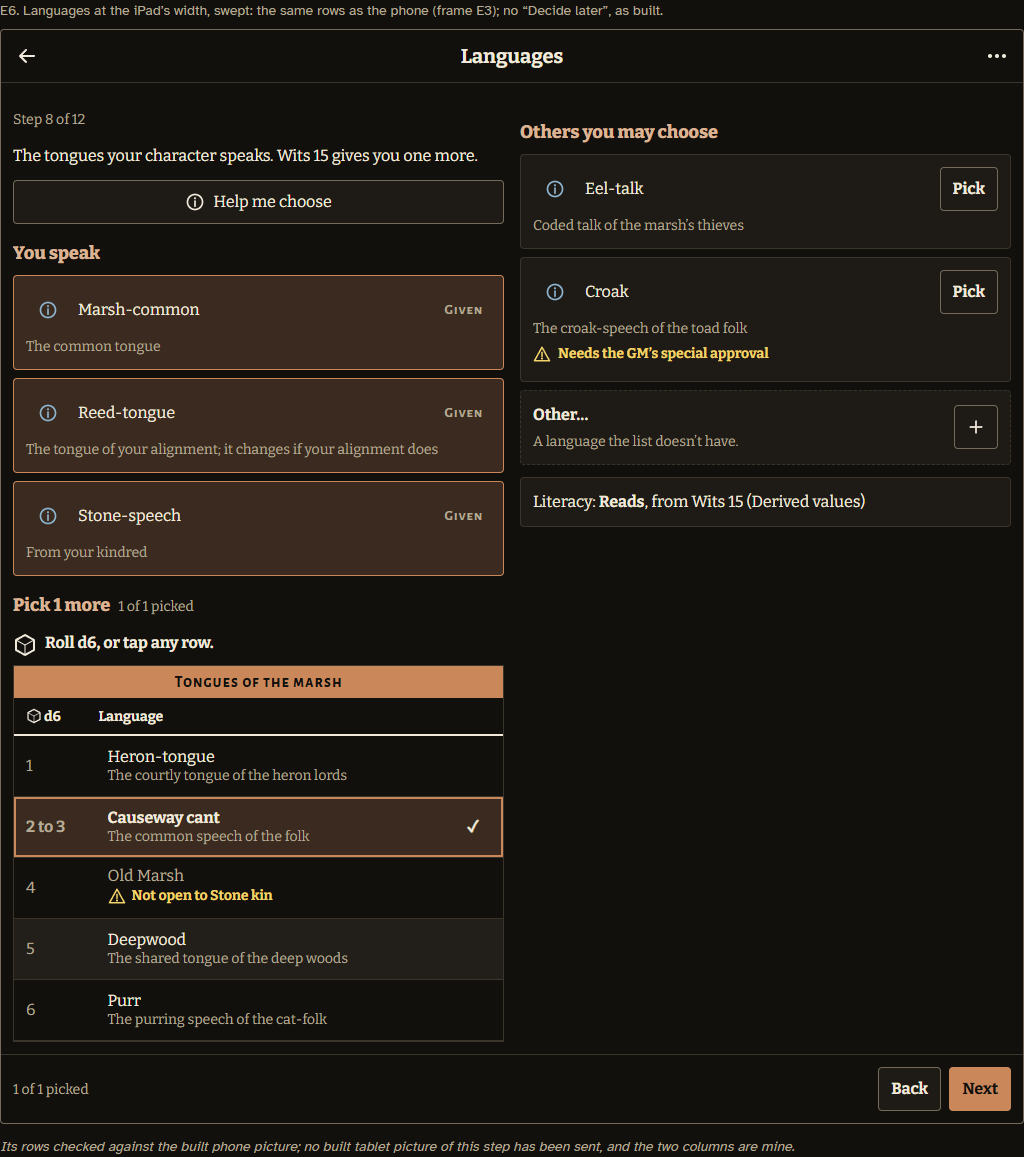 E6. Languages at the iPad's width, swept: the same rows as the phone (frame E3); no “Decide later”, as built.
Languages
Step 8 of 12
The tongues your character speaks. Wits 15 gives you one more.
Help me choose
You speak
Marsh-common
Given
The common tongue
Reed-tongue
Given
The tongue of your alignment; it changes if your alignment does
Stone-speech
Given
From your kindred
Pick 1 more 1 of 1 picked
Roll d6, or tap any row.
Tongues of the marsh
d6 Language
1
Heron-tongue
The courtly tongue of the heron lords
2 to 3
Causeway cant
The common speech of the folk
4
Old Marsh
Not open to Stone kin
5
Deepwood
The shared tongue of the deep woods
6
Purr
The purring speech of the cat-folk
Others you may choose
Eel-talk
Pick
Coded talk of the marsh's thieves
Croak
Pick
The croak-speech of the toad folk
Needs the GM's special approval
Other...
A language the list doesn't have.
Literacy: Reads, from Wits 15 (Derived values)
1 of 1 picked
Back
Next
Its rows checked against the built phone picture; no built tablet picture of this step has been sent, and the two columns are mine.